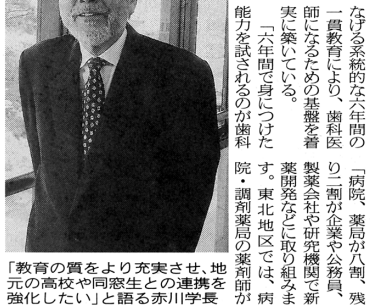 なげる系統的な六年間の
一貫教育により、歯科医
師になるための基盤を着
実に築いている。
「六年間で身につけた
能力を試されるのが歯科
「病院、薬局が八割、残
り二割が企業や公務員、
製薬会社や研究機関で新
薬開発などに取り組みま
す。東北地区では、病
院・調剤薬局の薬剤師が
「教育の質をより充実させ、地
元の高校や同窓生との連携を
強化したい」と語る赤川学長